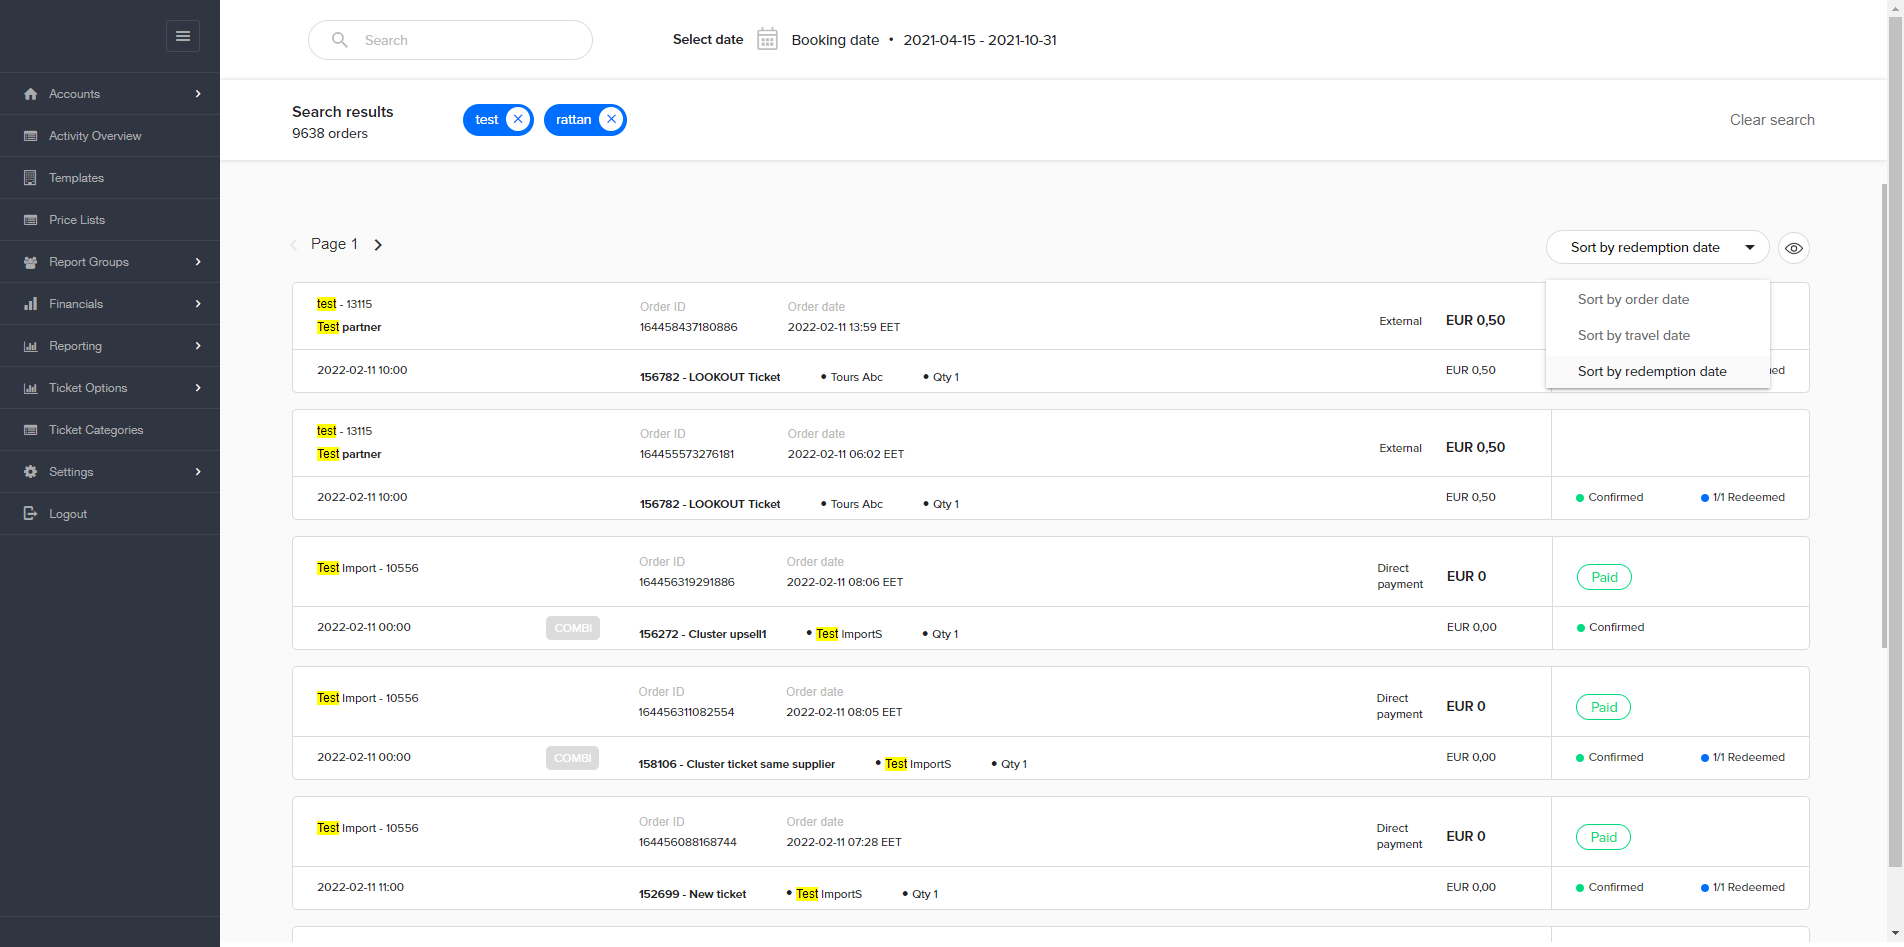 Search
Select date
Booking date • 2021-04-15 - 2021-10-31
Accounts
Activity Overview
Templates
Price Lists
Report Groups
Financials
Reporting
Ticket Options
Ticket Categories
Settings
Logout
Search results
9638 orders
test
rattan
Clear search
Page 1
Sort by redemption date
Sort by order date
Sort by travel date
Sort by redemption date
test - 13115
Test partner
Order ID
164458437180886
Order date
2022-02-11 13:59 EET
External
EUR 0,50
2022-02-11 10:00
156782 - LOOKOUT Ticket • Tours Abc • Qty 1
EUR 0,50
test - 13115
Test partner
Order ID
164455573276181
Order date
2022-02-11 06:02 EET
External
EUR 0,50
2022-02-11 10:00
156782 - LOOKOUT Ticket • Tours Abc • Qty 1
EUR 0,50
Confirmed
1/1 Redeemed
Test Import - 10556
Order ID
164456319291886
Order date
2022-02-11 08:06 EET
Direct
payment
EUR 0
Paid
2022-02-11 00:00
COMBI
156272 - Cluster upsell1 • Test ImportS • Qty 1
EUR 0,00
Confirmed
Test Import - 10556
Order ID
164456311082554
Order date
2022-02-11 08:05 EET
Direct
payment
EUR 0
Paid
2022-02-11 00:00
COMBI
158106 - Cluster ticket same supplier • Test ImportS • Qty 1
EUR 0,00
Confirmed
1/1 Redeemed
Test Import - 10556
Order ID
164456088168744
Order date
2022-02-11 07:28 EET
Direct
payment
EUR 0
Paid
2022-02-11 11:00
152699 - New ticket • Test ImportS • Qty 1
EUR 0,00
Confirmed
1/1 Redeemed